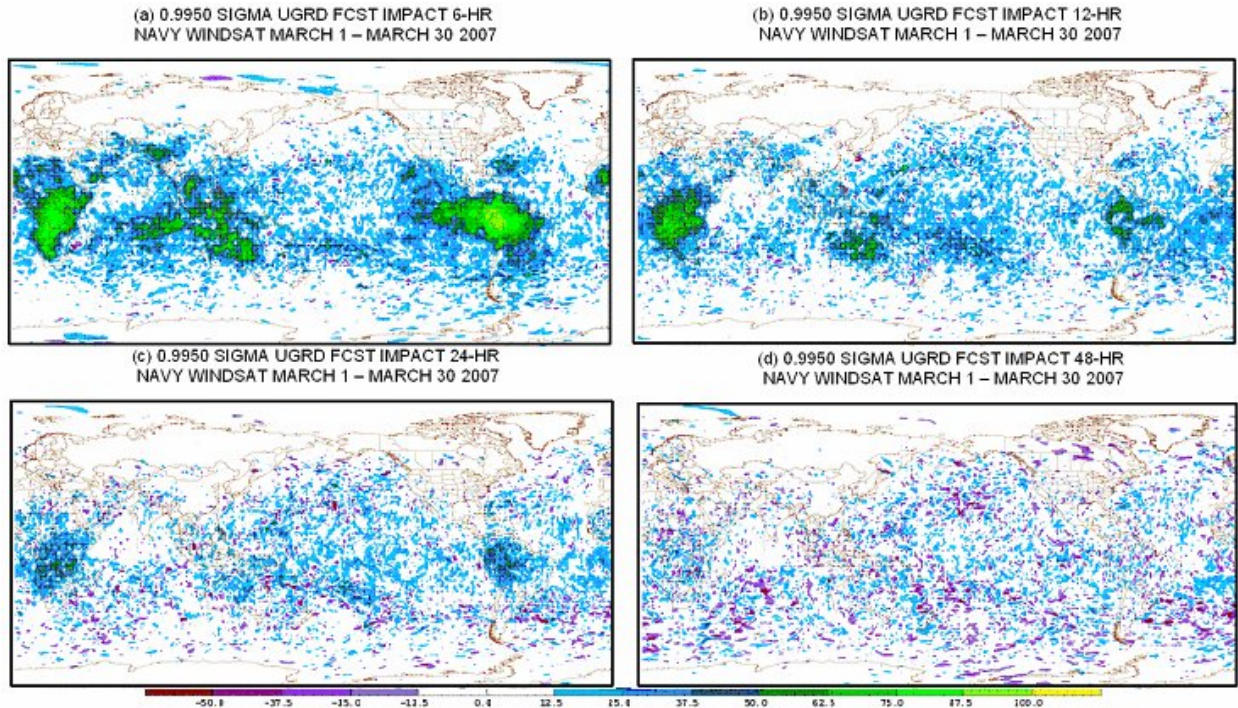 (a) 0.9950 SIGMA UGRD FCST IMPACT 6-HR
NAVY WINDSAT MARCH 1 – MARCH 30 2007
(b) 0.9950 SIGMA UGRD FCST IMPACT 12-HR
NAVY WINDSAT MARCH 1 – MARCH 30 2007
(c) 0.9950 SIGMA UGRD FCST IMPACT 24-HR
NAVY WINDSAT MARCH 1 – MARCH 30 2007
(d) 0.9950 SIGMA UGRD FCST IMPACT 48-HR
NAVY WINDSAT MARCH 1 – MARCH 30 2007
-50.0 -37.5 -15.0 -12.5 0.0 12.5 25.0 37.5 50.0 62.5 75.0 87.5 100.0